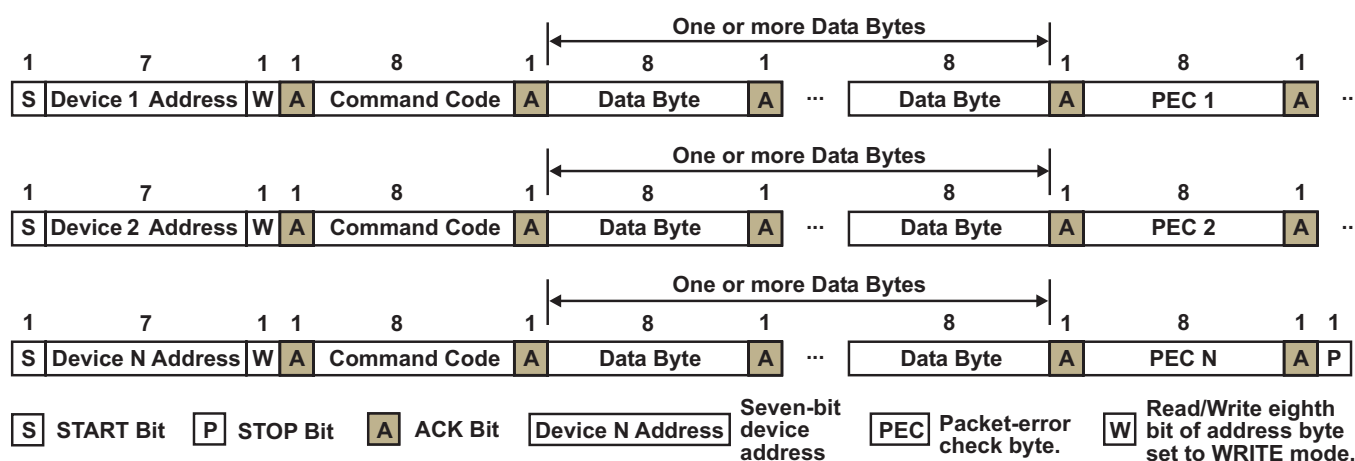 One or more Data Bytes
1 7 1 1 8 1 8 1 8 1 8 1
S Device 1 Address W A Command Code A Data Byte A ... Data Byte A PEC 1 A ..
One or more Data Bytes
1 7 1 1 8 1 8 1 8 1 8 1
S Device 2 Address W A Command Code A Data Byte A ... Data Byte A PEC 2 A ..
One or more Data Bytes
1 7 1 1 8 1 8 1 8 1 8 1 1
S Device N Address W A Command Code A Data Byte A ... Data Byte A PEC N A P
S START Bit P STOP Bit A ACK Bit Device N Address
Seven-bit
device
address
PEC
Packet-error
check byte.
W
Read/Write eighth
bit of address byte
set to WRITE mode.